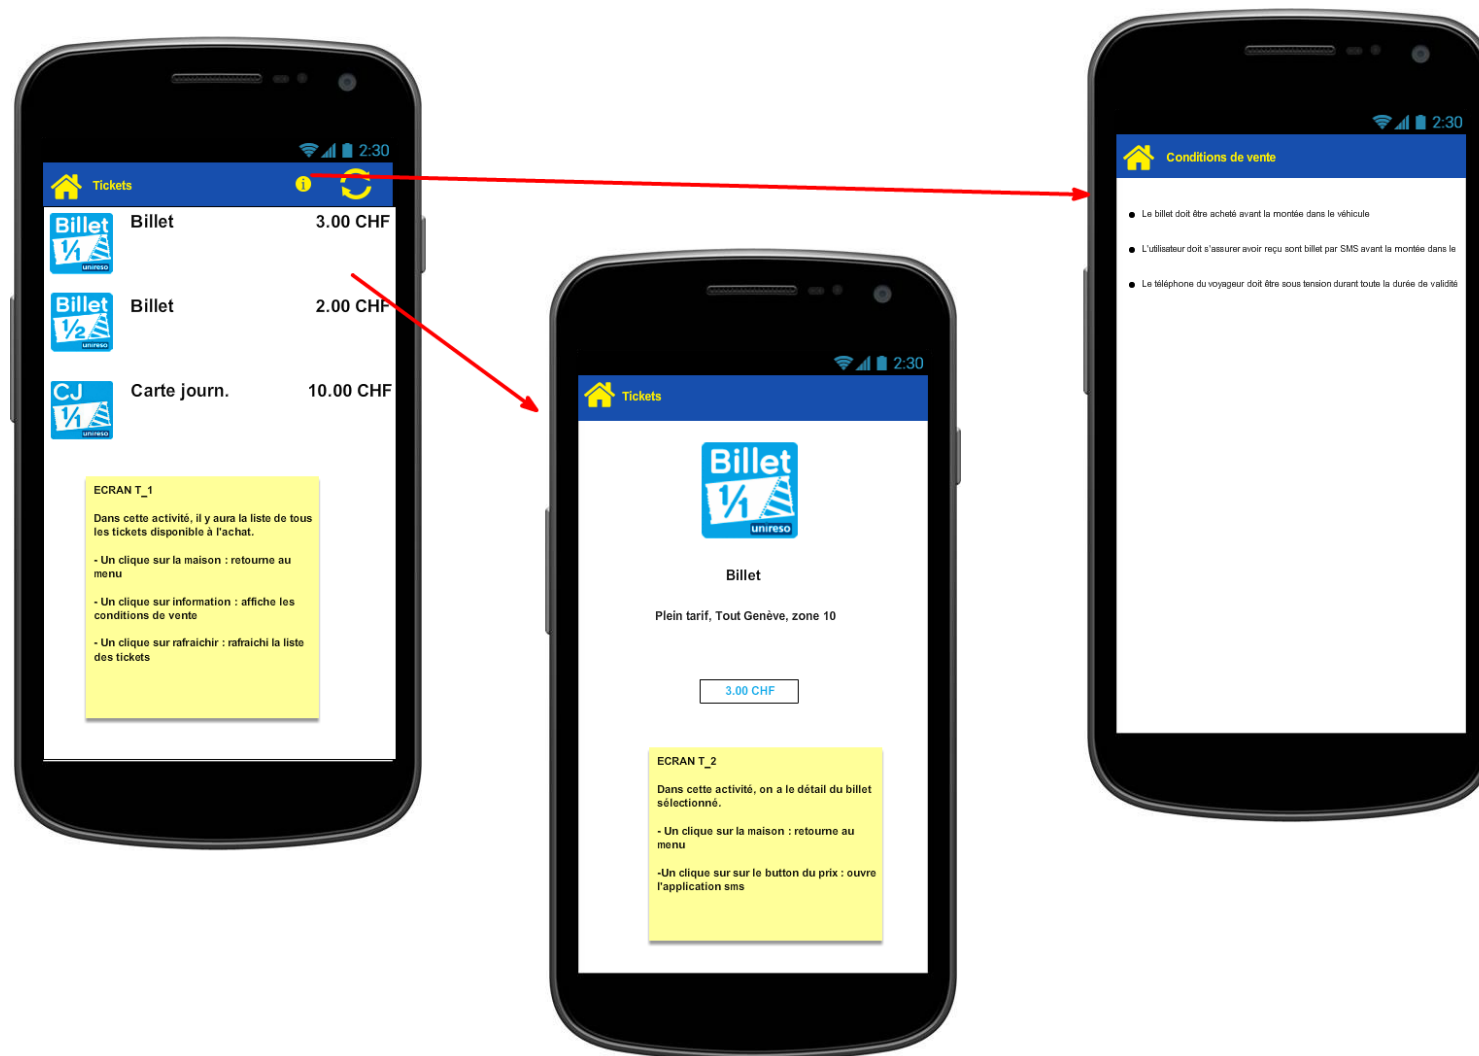 2:30
Tickets
Billet
1/1
unireso
Billet 3.00 CHF
Billet
1/2
unireso
Billet 2.00 CHF
CJ
1/1
unireso
Carte journ. 10.00 CHF
ECRAN T_1
Dans cette activité, il y aura la liste de tous
les tickets disponible à l'achat.
- Un clique sur la maison : retourne au
menu
- Un clique sur information : affiche les
conditions de vente
- Un clique sur rafraichir : rafraichi la liste
des tickets
2:30
Tickets
Billet
1/1
unireso
Billet
Plein tarif, Tout Genève, zone 10
3.00 CHF
ECRAN T_2
Dans cette activité, on a le détail du billet
sélectionné.
- Un clique sur la maison : retourne au
menu
-Un clique sur sur le button du prix : ouvre
l'application sms
2:30
Conditions de vente
Le billet doit être acheté avant la montée dans le véhicule
L'utilisateur doit s'assurer avoir reçu sont billet par SMS avant la montée dans le
Le téléphone du voyageur doit être sous tension durant toute la durée de validité